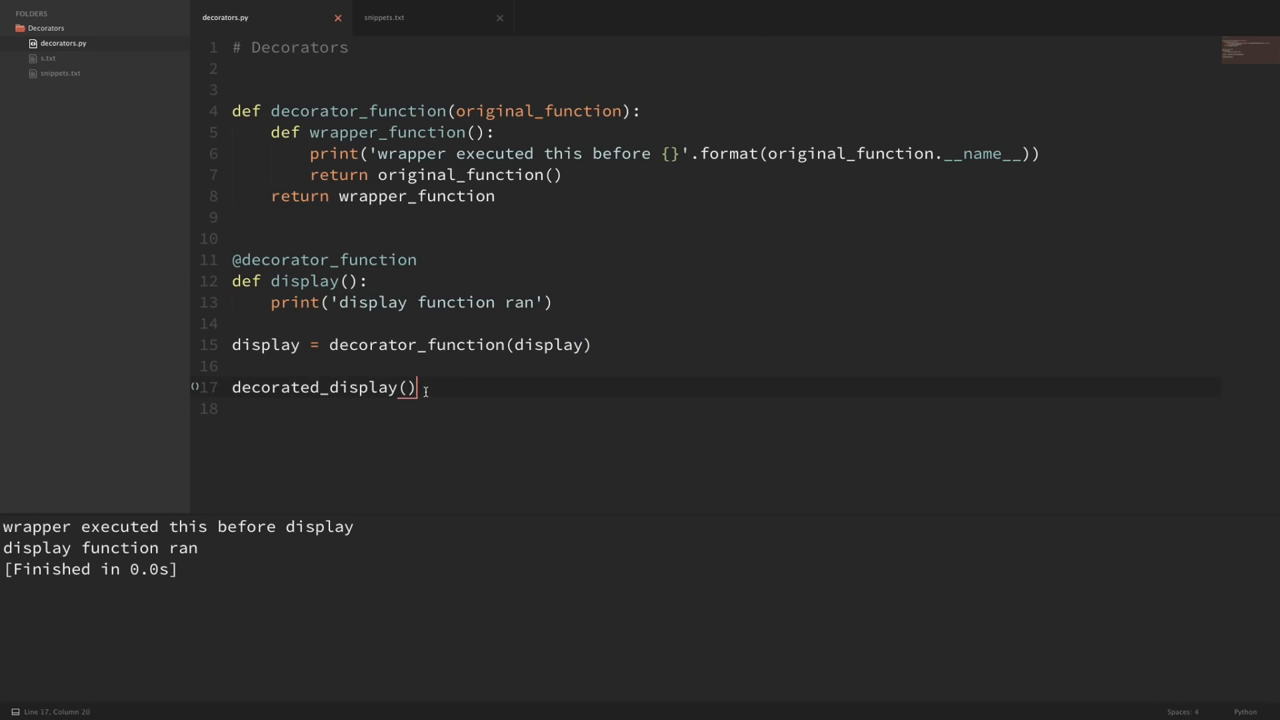 FOLDERS
Decorators
decorators.py
s.txt
snippets.txt
decorators.py
snippets.txt
1 # Decorators
2
3
4 def decorator_function(original_function):
5     def wrapper_function():
6         print('wrapper executed this before {}'.format(original_function.__name__))
7         return original_function()
8     return wrapper_function
9
10
11 @decorator_function
12 def display():
13     print('display function ran')
14
15 display = decorator_function(display)
16
17 decorated_display()
18
wrapper executed this before display
display function ran
[Finished in 0.0s]
Line 17, Column 20
Spaces: 4
Python